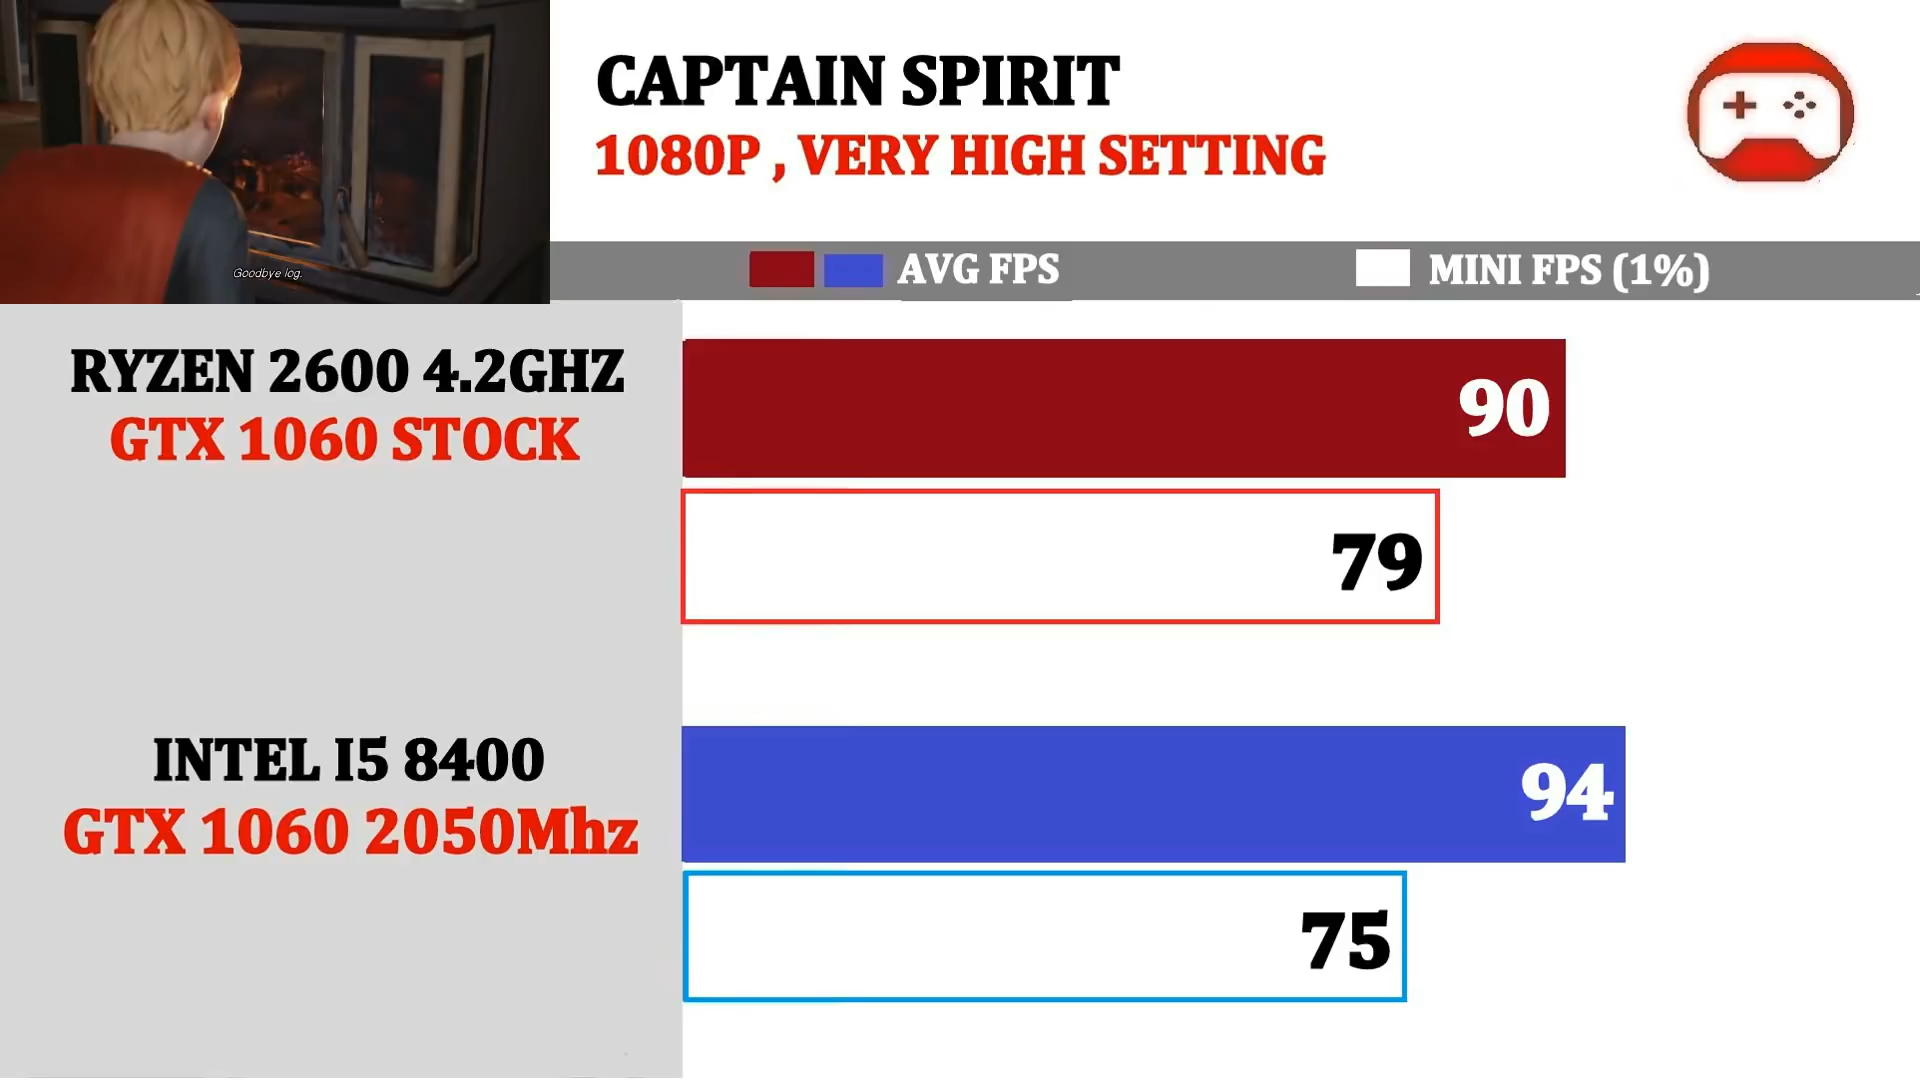 CAPTAIN SPIRIT
1080P , VERY HIGH SETTING
Goodbye log.
AVG FPS
MINI FPS (1%)
RYZEN 2600 4.2GHZ
GTX 1060 STOCK
90
79
INTEL I5 8400
GTX 1060 2050Mhz
94
75